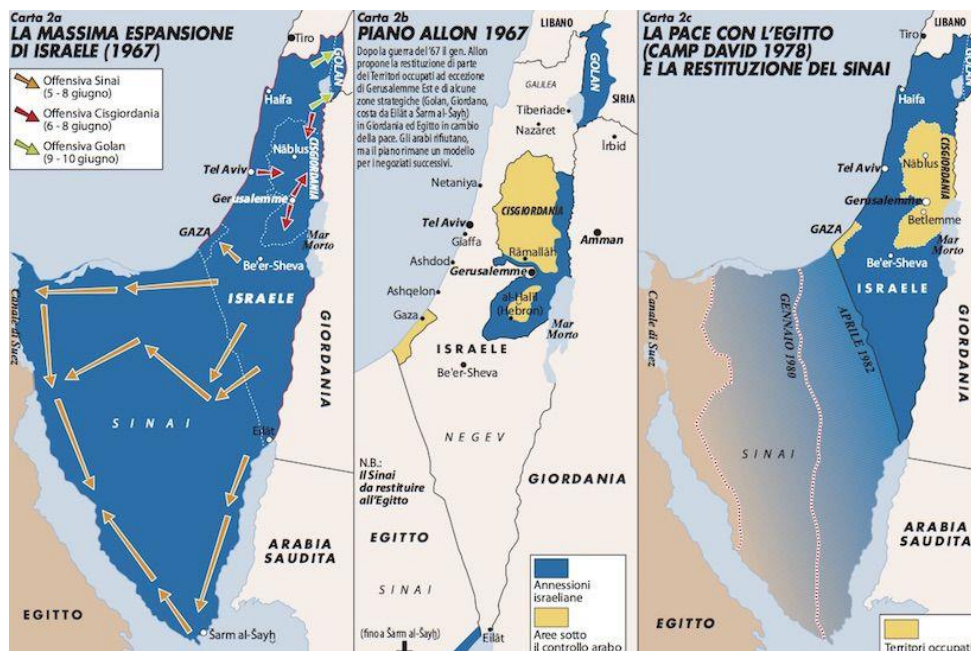 Carta 2a
LA MASSIMA ESPANSIONE
DI ISRAELE (1967)
Offensiva Sinai
(5 - 8 giugno)
Offensiva Cisgiordania
(6 - 8 giugno)
Offensiva Golan
(9 - 10 giugno)
Tiro
GOLAN
Haifa
Nāblus
CISGIORDANIA
Tel Aviv
Gerusalemme
GAZA
Mar
Morto
Be'er-Sheva
ISRAELE
Canale di Suez
GIORDANIA
SINAI
Eilāt
ARABIA
SAUDITA
EGITTO
Šarm al-Šayẖ
Carta 2b
PIANO ALLON 1967
Dopo la guerra del '67 il gen. Allon
propone la restituzione di parte
dei Territori occupati ad eccezione
di Gerusalemme Est e di alcune
zone strategiche (Golan, Giordano,
costa da Eilāt a Šarm al-Šayẖ)
in Giordania ed Egitto in cambio
della pace. Gli arabi rifiutano,
ma il piano rimane un modello
per i negoziati successivi.
LIBANO
GOLAN
GALILEA
SIRIA
Tiberiade
Nazāret
Irbid
Netaniya
CISGIORDANIA
Tel Aviv
Giaffa
Amman
Rāmallāh
Ashdod
Gerusalemme
Ashqelon
al-Halīl
(Hebron)
Gaza
Mar
Morto
ISRAELE
Be'er-Sheva
NEGEV
N.B.:
Il Sinai
da restituire
all'Egitto
GIORDANIA
EGITTO
SINAI
Annessioni
israeliane
(fino a Šarm al-Šayẖ)
Eilāt
Aree sotto
il controllo arabo
Carta 2c
LA PACE CON L'EGITTO
(CAMP DAVID 1978)
E LA RESTITUZIONE DEL SINAI
LIBANO
Tiro
GOLAN
Haifa
CISGIORDANIA
Nāblus
Tel Aviv
Gerusalemme
Betlemme
GAZA
Mar
Morto
Be'er-Sheva
ISRAELE
Canale di Suez
GENNAIO 1980
APRILE 1982
GIORDANIA
SINAI
ARABIA
SAUDITA
EGITTO
Territori occupati